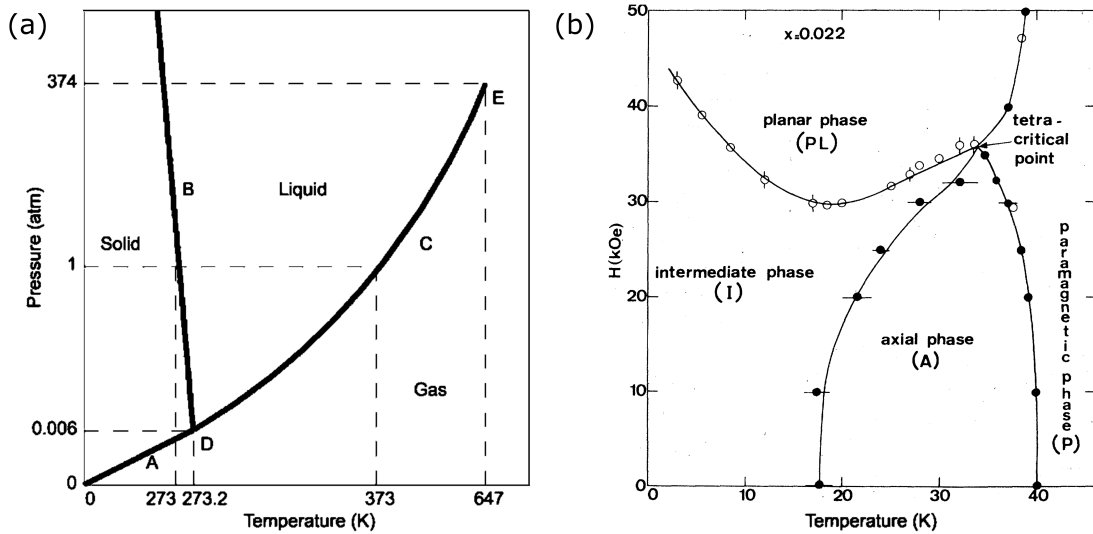 (a)
Pressure (atm)
374
1
0.006
0
Solid
B
Liquid
C
E
Gas
A
D
0
273
273.2
373
647
Temperature (K)
(b)
x=0.022
50
40
30
20
10
0
H(kOe)
planar phase
(PL)
tetra-
critical
point
intermediate phase
(I)
axial phase
(A)
paramagnetic phase
(P)
0
10
20
30
40
Temperature (K)